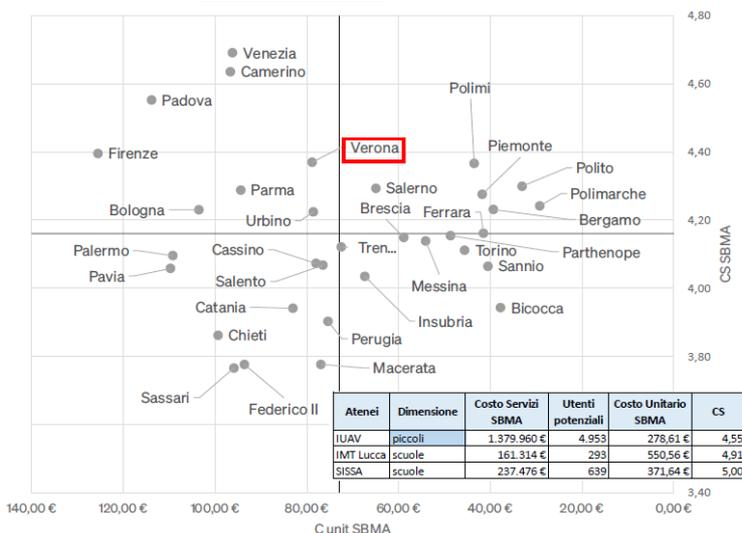 4,80
Venezia
Camerino
4,60
Polimi
Padova
4,40
Verona
Piemonte
Firenze
Polito
Parma
Salerno
Polimarche
Bologna
Brescia
Ferrara
Urbino
Bergamo
4,20
CS SBMA
Palermo
Cassino
Tren...
Torino
Parthenope
Pavia
Salento
Sannio
4,00
Messina
Catania
Bicocca
Insubria
Chieti
Perugia
3,80
Macerata
Sassari
Federico II
Atenei Dimensione Costo Servizi SBMA Utenti potenziali Costo Unitario SBMA CS
IUAV piccoli 1.379.960 € 4.953 278,61 € 4,55
IMT Lucca scuole 161.314 € 293 550,56 € 4,91
SISSA scuole 237.476 € 639 371,64 € 5,00
3,40
140,00 € 120,00 € 100,00 € 80,00 € 60,00 € 40,00 € 20,00 € 0,00 €
C unit SBMA